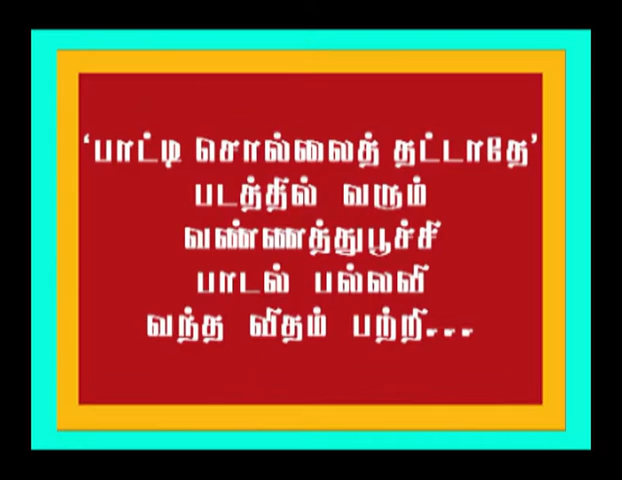 ‘பாட்டி சொல்லைத் தட்டாதே’
படத்தில் வரும்
வண்ணத்துபூச்சி
பாடல் பல்லவி
வந்த விதம் பற்றி...